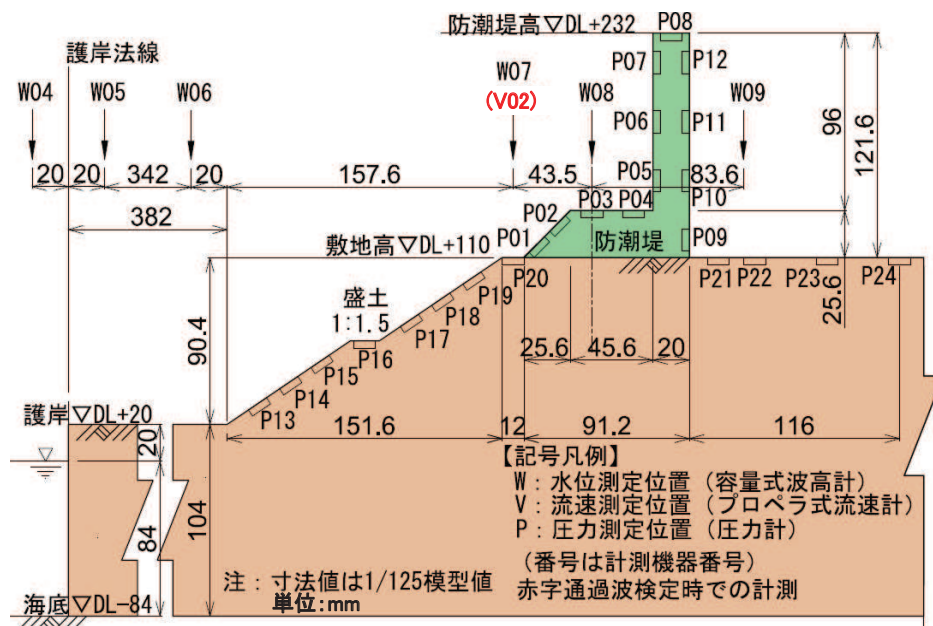 防潮堤高▽DL+232
P08
護岸法線
P07
P12
W04
W05
W06
W07
(V02)
W08
W09
P06
P11
96
121.6
20
20
342
20
157.6
43.5
P05
83.6
P10
382
P02
P03
P04
敷地高▽DL+110
P01
防潮堤
P09
盛土
1:1.5
P20
P19
P18
P17
P16
P15
P14
P13
P21
P22
P23
P24
25.6
90.4
25.6
45.6
20
護岸▽DL+20
151.6
12
91.2
116
20
84
104
【記号凡例】
W:水位測定位置(容量式波高計)
V:流速測定位置(プロペラ式流速計)
P:圧力測定位置(圧力計)
(番号は計測機器番号)
赤字通過波検定時での計測
注:寸法値は1/125模型値
単位:mm
海底▽DL-84